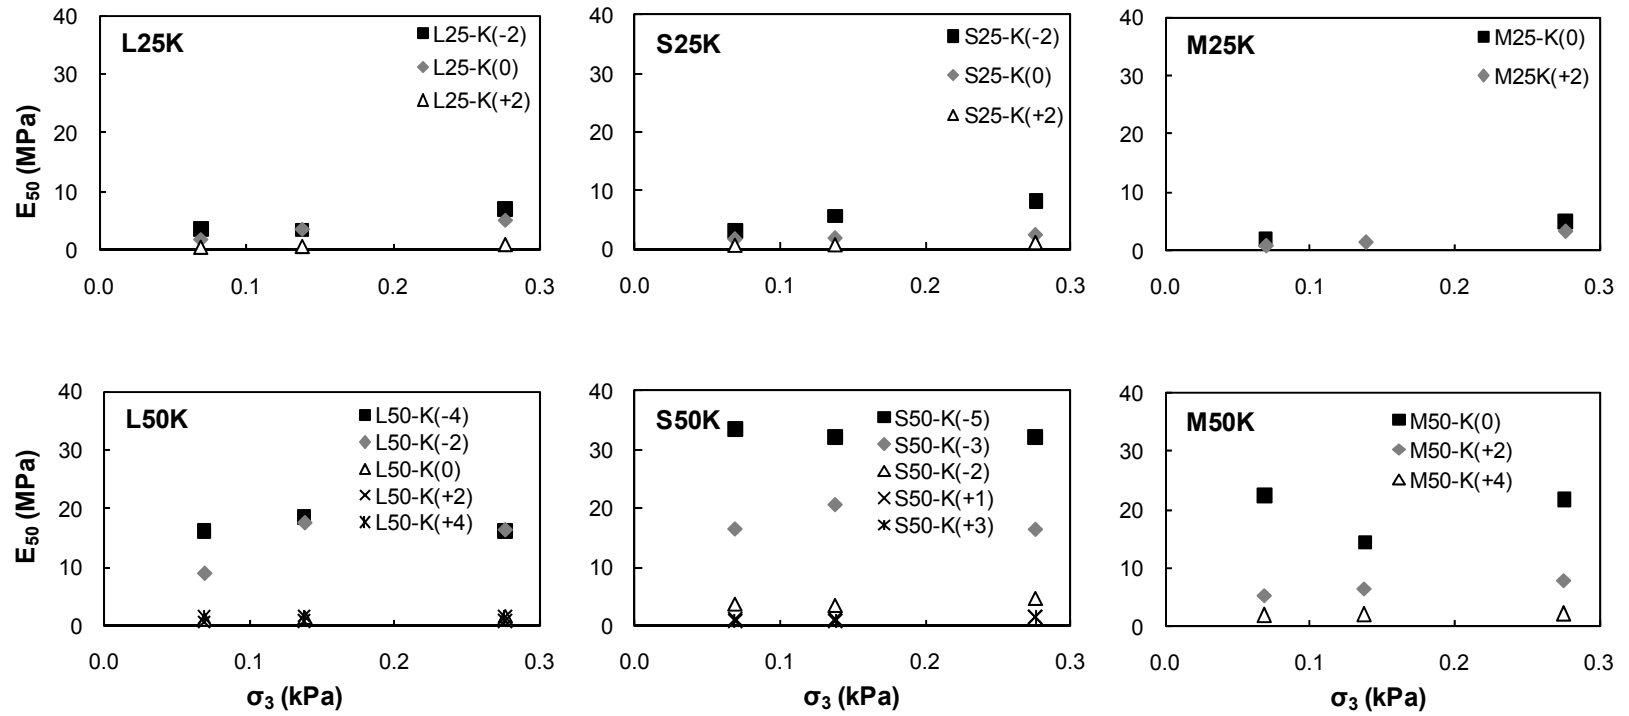 L25K
L25-K(-2)
L25-K(0)
L25-K(+2)
E50 (MPa)
40
30
20
10
0
0.0
0.1
0.2
0.3
S25K
S25-K(-2)
S25-K(0)
S25-K(+2)
40
30
20
10
0
0.0
0.1
0.2
0.3
M25K
M25-K(0)
M25K(+2)
40
30
20
10
0
0.0
0.1
0.2
0.3
L50K
L50-K(-4)
L50-K(-2)
L50-K(0)
L50-K(+2)
L50-K(+4)
E50 (MPa)
40
30
20
10
0
0.0
0.1
0.2
0.3
σ3 (kPa)
S50K
S50-K(-5)
S50-K(-3)
S50-K(-2)
S50-K(+1)
S50-K(+3)
40
30
20
10
0
0.0
0.1
0.2
0.3
σ3 (kPa)
M50K
M50-K(0)
M50-K(+2)
M50-K(+4)
40
30
20
10
0
0.0
0.1
0.2
0.3
σ3 (kPa)